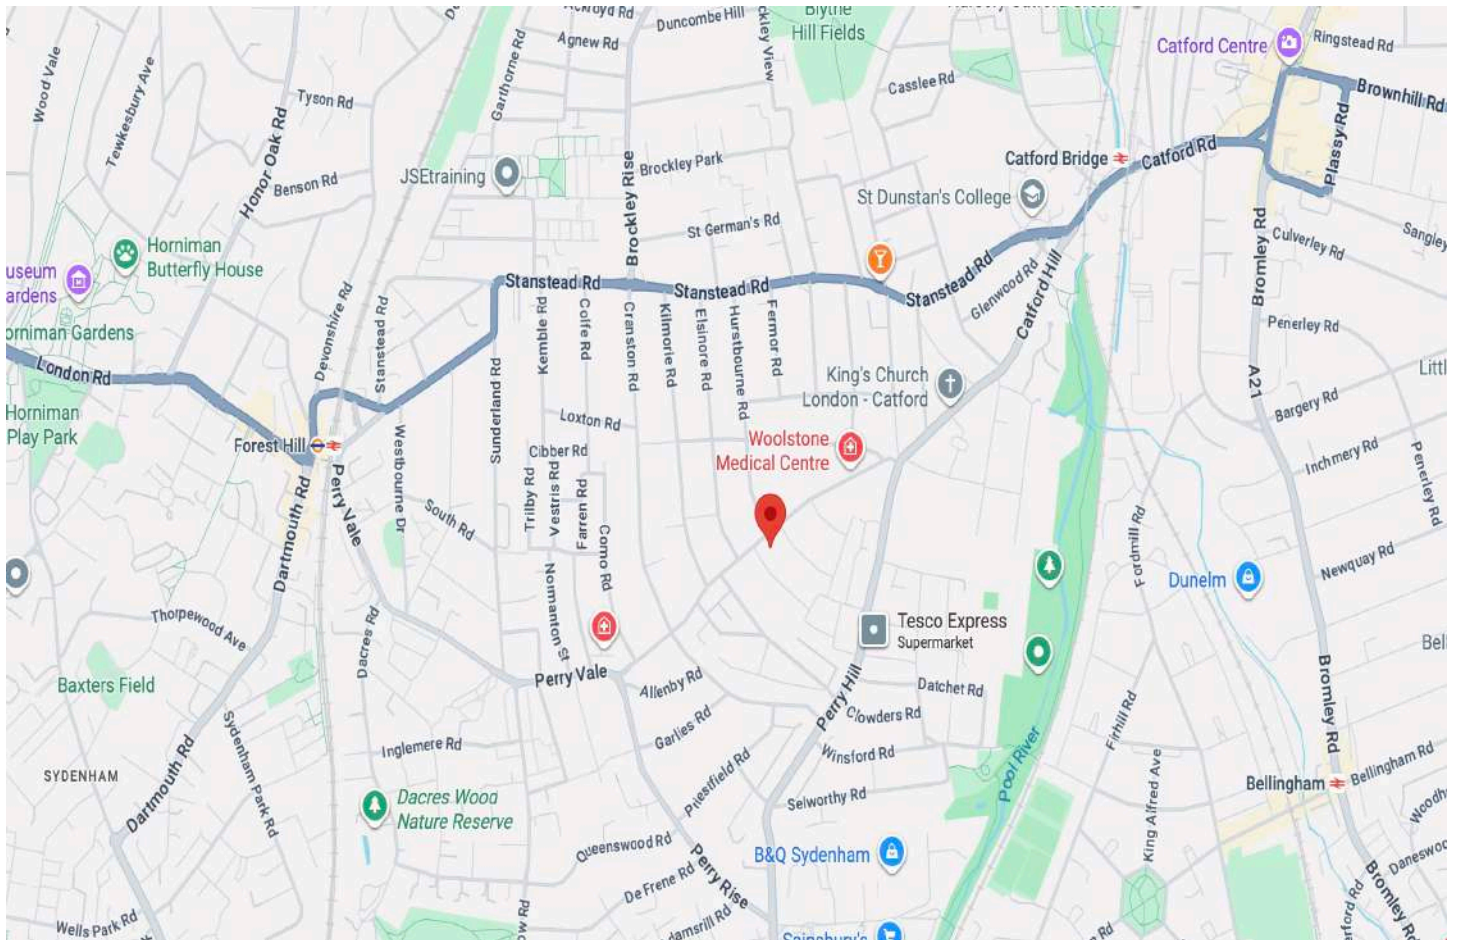 Ackroyd Rd
Duncombe Hill
Blythe
Hill Fields
Agnew Rd
Catford Centre
Ringstead Rd
Wood Vale
Tewkesbury Ave
Tyson Rd
Garthorne Rd
Casslee Rd
Brownhill Rd
Honor Oak Rd
Plassy Rd
Catford Bridge
Catford Rd
Brockley Park
Brockley Rise
JSEtraining
Benson Rd
St Dunstan's College
St German's Rd
Bromley Rd
Culverley Rd
Sangley
Horniman
Butterfly House
useum
ardens
orniman Gardens
Stanstead Rd
Stanstead Rd
Stanstead Rd
Glenwood Rd
Catford Hill
Devonshire Rd
Stanstead Rd
Kemble Rd
Colfe Rd
Cranston Rd
Kilmorie Rd
Elsinore Rd
Hurstbourne Rd
Fermor Rd
Penerley Rd
London Rd
Sunderland Rd
King's Church
London - Catford
A21
Littl
Horniman
Play Park
Loxton Rd
Bargery Rd
Forest Hill
Westbourne Dr
Cibber Rd
Woolstone
Medical Centre
Inchmery Rd
Penerley Rd
Perry Vale
Dartmouth Rd
South Rd
Trilby Rd
Vestris Rd
Farren Rd
Como Rd
Fordmill Rd
Newquay Rd
Dunelm
Normanton St
Thorpewood Ave
Dacres Rd
Tesco Express
Supermarket
Bel
Baxters Field
Perry Vale
Allenby Rd
Perry Hill
Datchet Rd
Bromley Rd
Garlies Rd
Clowders Rd
Firhill Rd
Sydenham Park Rd
Inglemere Rd
Winsford Rd
Pool River
SYDENHAM
Dartmouth Rd
Priestfield Rd
Selworthy Rd
King Alfred Ave
Bellingham
Bellingham Rd
Dacres Wood
Nature Reserve
Queenswood Rd
B&Q Sydenham
Perry Rise
De Frene Rd
Daneswoo
Bromley Rd
Wells Park Rd
ow Rd
damsrill Rd
Sainsbury's